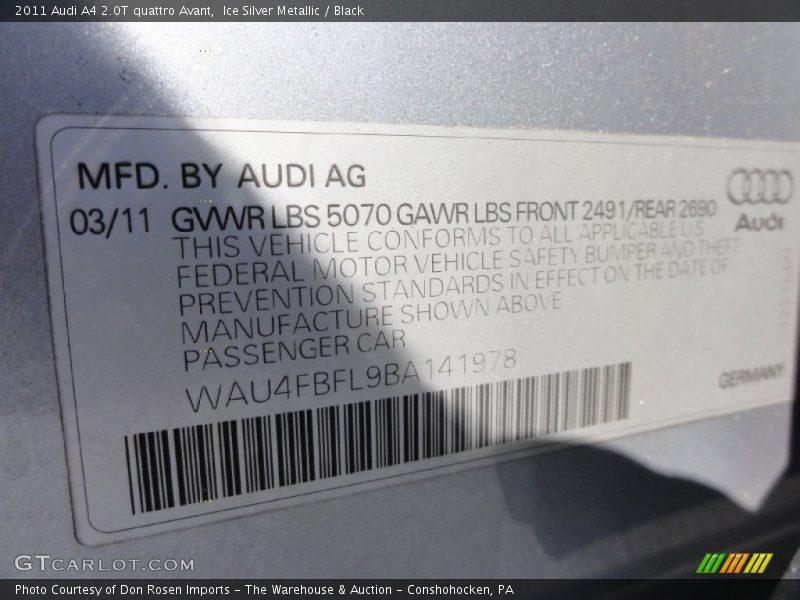 2011 Audi A4 2.0T quattro Avant,  Ice Silver Metallic / Black
MFD. BY AUDI AG
03/11 GVWR LBS 5070 GAWR LBS FRONT 2491/REAR 2690
Audi
THIS VEHICLE CONFORMS TO ALL APPLICABLE U S
FEDERAL MOTOR VEHICLE SAFETY BUMPER AND THEFT
PREVENTION STANDARDS IN EFFECT ON THE DATE OF
MANUFACTURE SHOWN ABOVE
PASSENGER CAR
WAU4FBFL9BA141978
GERMANY
GTCARLOT.COM
Photo Courtesy of Don Rosen Imports - The Warehouse & Auction - Conshohocken, PA